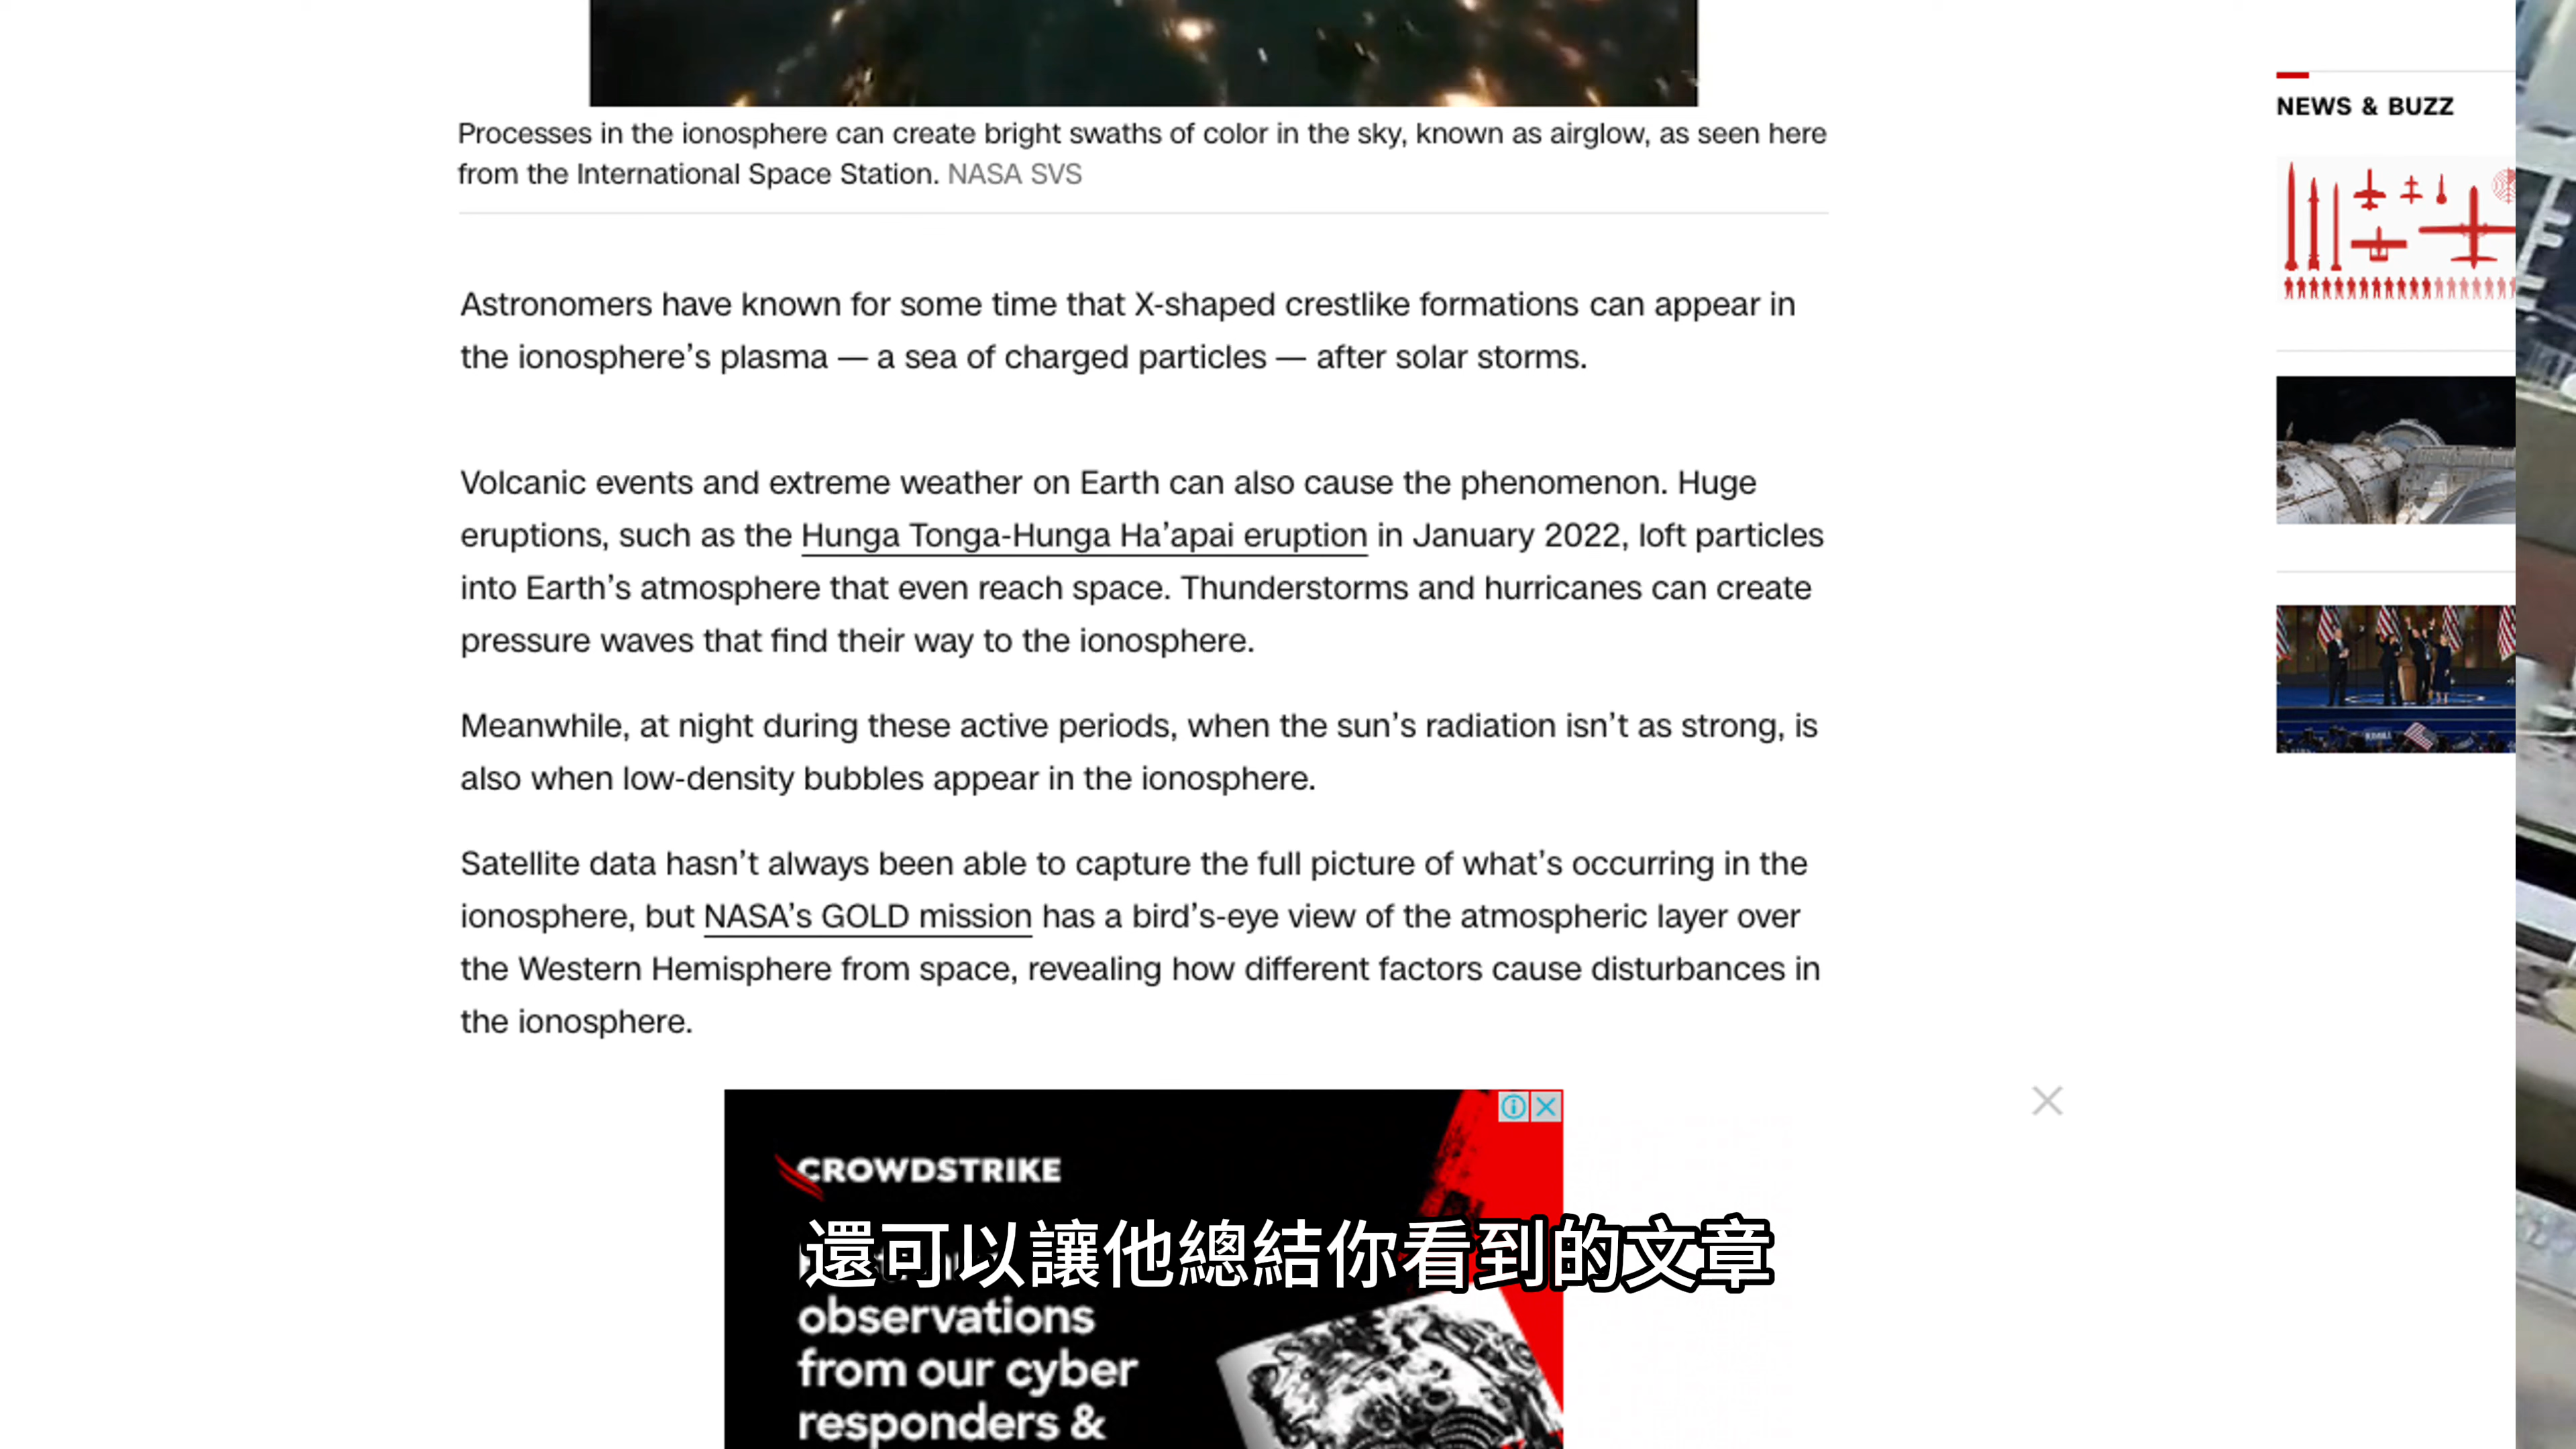 Processes in the ionosphere can create bright swaths of color in the sky, known as airglow, as seen here
from the International Space Station. NASA SVS
Astronomers have known for some time that X-shaped crestlike formations can appear in
the ionosphere’s plasma — a sea of charged particles — after solar storms.
Volcanic events and extreme weather on Earth can also cause the phenomenon. Huge
eruptions, such as the Hunga Tonga-Hunga Ha’apai eruption in January 2022, loft particles
into Earth’s atmosphere that even reach space. Thunderstorms and hurricanes can create
pressure waves that find their way to the ionosphere.
Meanwhile, at night during these active periods, when the sun’s radiation isn’t as strong, is
also when low-density bubbles appear in the ionosphere.
Satellite data hasn’t always been able to capture the full picture of what’s occurring in the
ionosphere, but NASA’s GOLD mission has a bird’s-eye view of the atmospheric layer over
the Western Hemisphere from space, revealing how different factors cause disturbances in
the ionosphere.
NEWS & BUZZ
CROWDSTRIKE
還可以讓他總結你看到的文章
observations
from our cyber
responders &